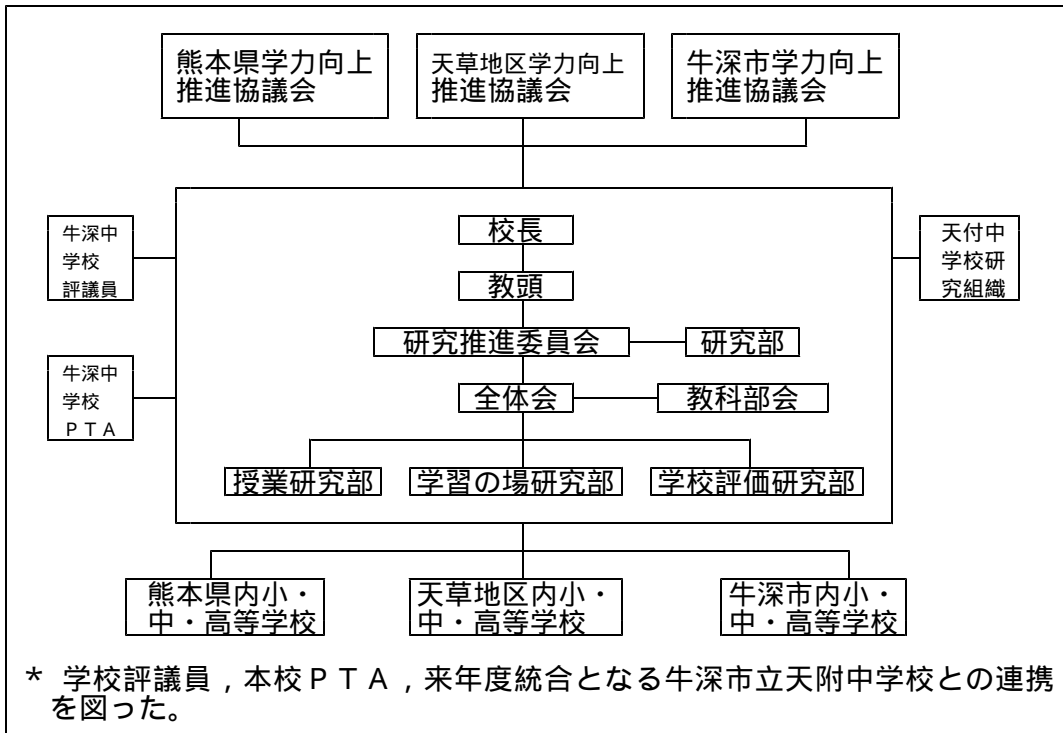 熊本県学力向上
推進協議会
天草地区学力向上
推進協議会
牛深市学力向上
推進協議会
牛深中
学校
評議員
校長
天付中
学校研
究組織
教頭
研究推進委員会
研究部
牛深中
学校
ＰＴＡ
全体会
教科部会
授業研究部
学習の場研究部
学校評価研究部
熊本県内小・
中・高等学校
天草地区内小・
中・高等学校
牛深市内小・
中・高等学校
* 学校評議員，本校ＰＴＡ，来年度統合となる牛深市立天附中学校との連携
を図った。